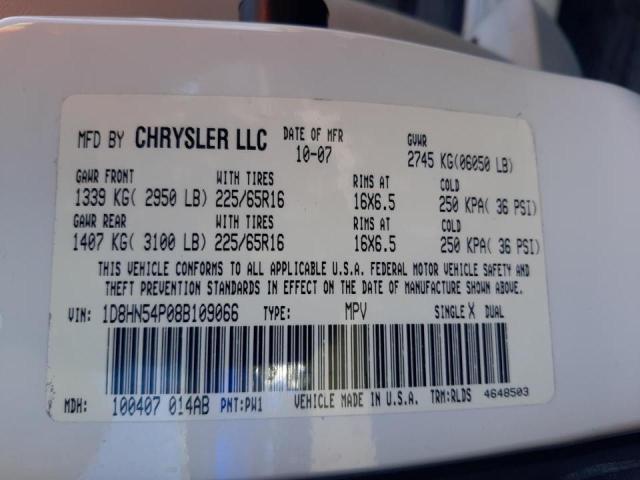 MFD BY CHRYSLER LLC DATE OF MFR 10-07 GVWR 2745 KG(06050 LB)
GAWR FRONT WITH TIRES RIMS AT COLD
1339 KG( 2950 LB) 225/65R16 16X6.5 250 KPA( 36 PSI)
GAWR REAR WITH TIRES RIMS AT COLD
1407 KG( 3100 LB) 225/65R16 16X6.5 250 KPA( 36 PSI)
THIS VEHICLE CONFORMS TO ALL APPLICABLE U.S.A. FEDERAL MOTOR VEHICLE SAFETY AND
THEFT PREVENTION STANDARDS IN EFFECT ON THE DATE OF MANUFACTURE SHOWN ABOVE.
VIN: 1D8HN54P08B109066 TYPE: MPV SINGLE X DUAL
MDH: 100407 014AB PNT:PW1 VEHICLE MADE IN U.S.A. TRM:RLDS 4648503